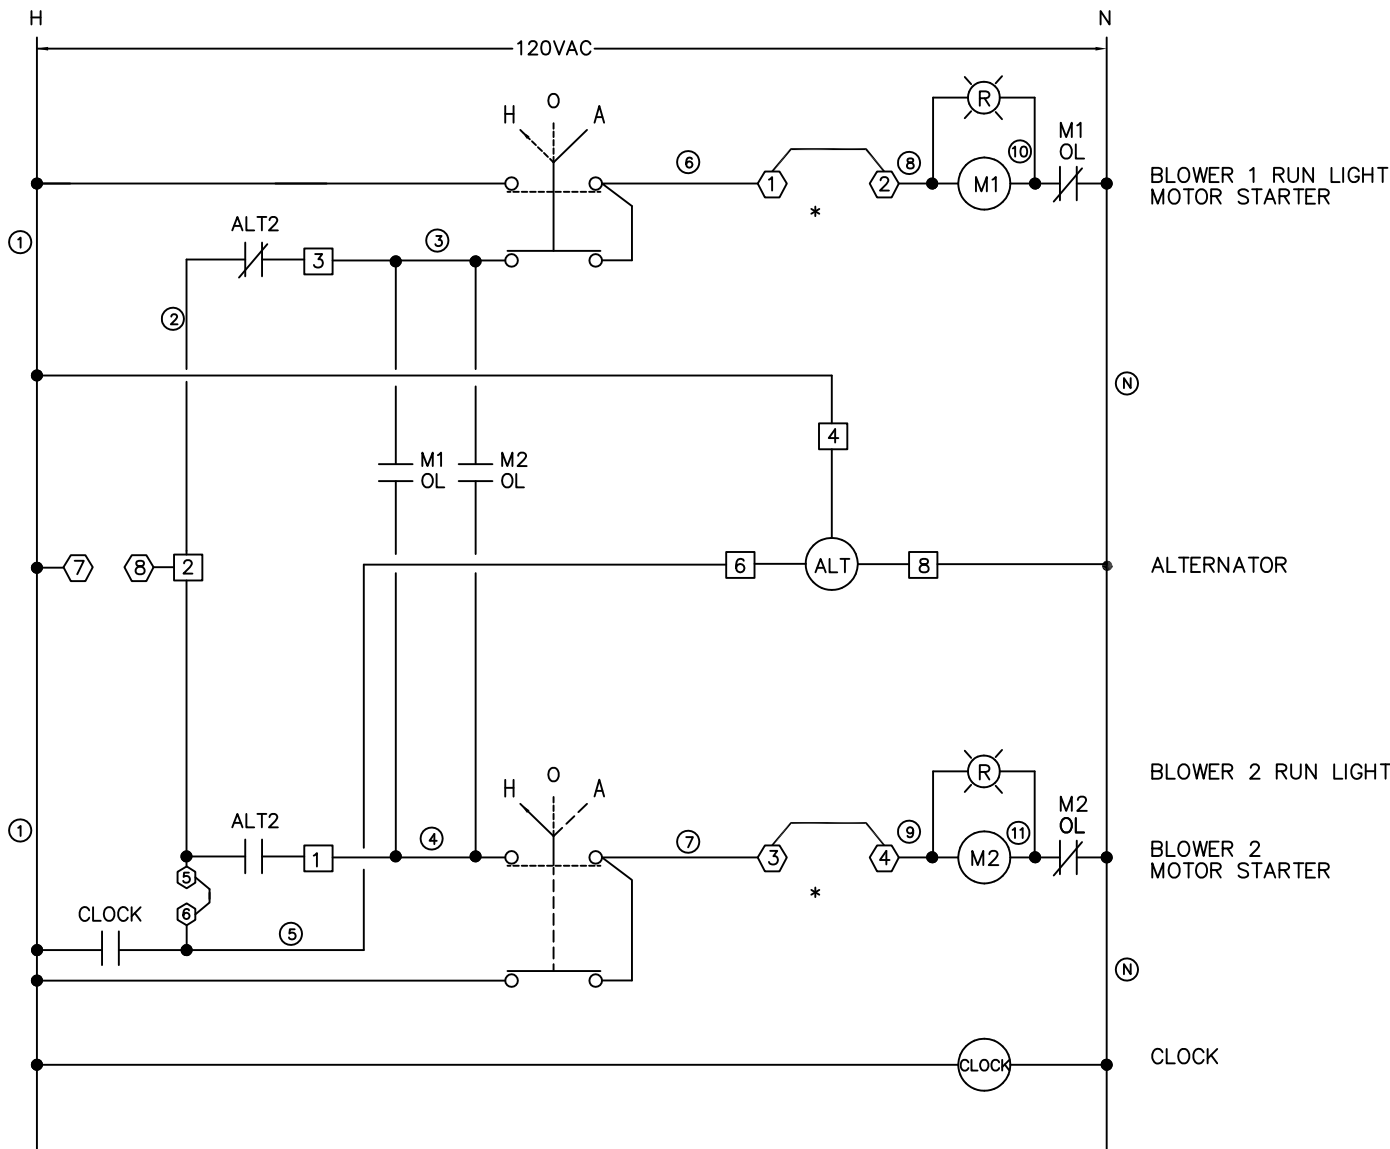 H N
120VAC
R
O
H A
M1
OL
6 8 10
1 2 M1
BLOWER 1 RUN LIGHT
MOTOR STARTER
*
ALT2
1 3
3
2
N
4
M1
OL
M2
OL
7 8 2
6 ALT 8
ALTERNATOR
R
BLOWER 2 RUN LIGHT
O
H A
M2
OL
1 ALT2 4 7 9 11
1 3 4 M2
BLOWER 2
MOTOR STARTER
5
*
6
CLOCK
5
N
CLOCK
CLOCK